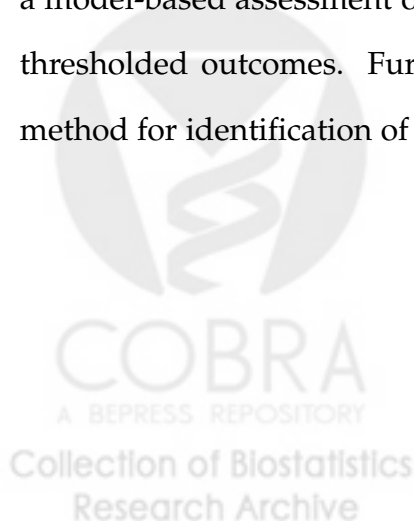 a model-based assessment o
thresholded outcomes. Fur
method for identification of
COBRA
A BEPRESS REPOSITORY
Collection of Biostatistics
Research Archive